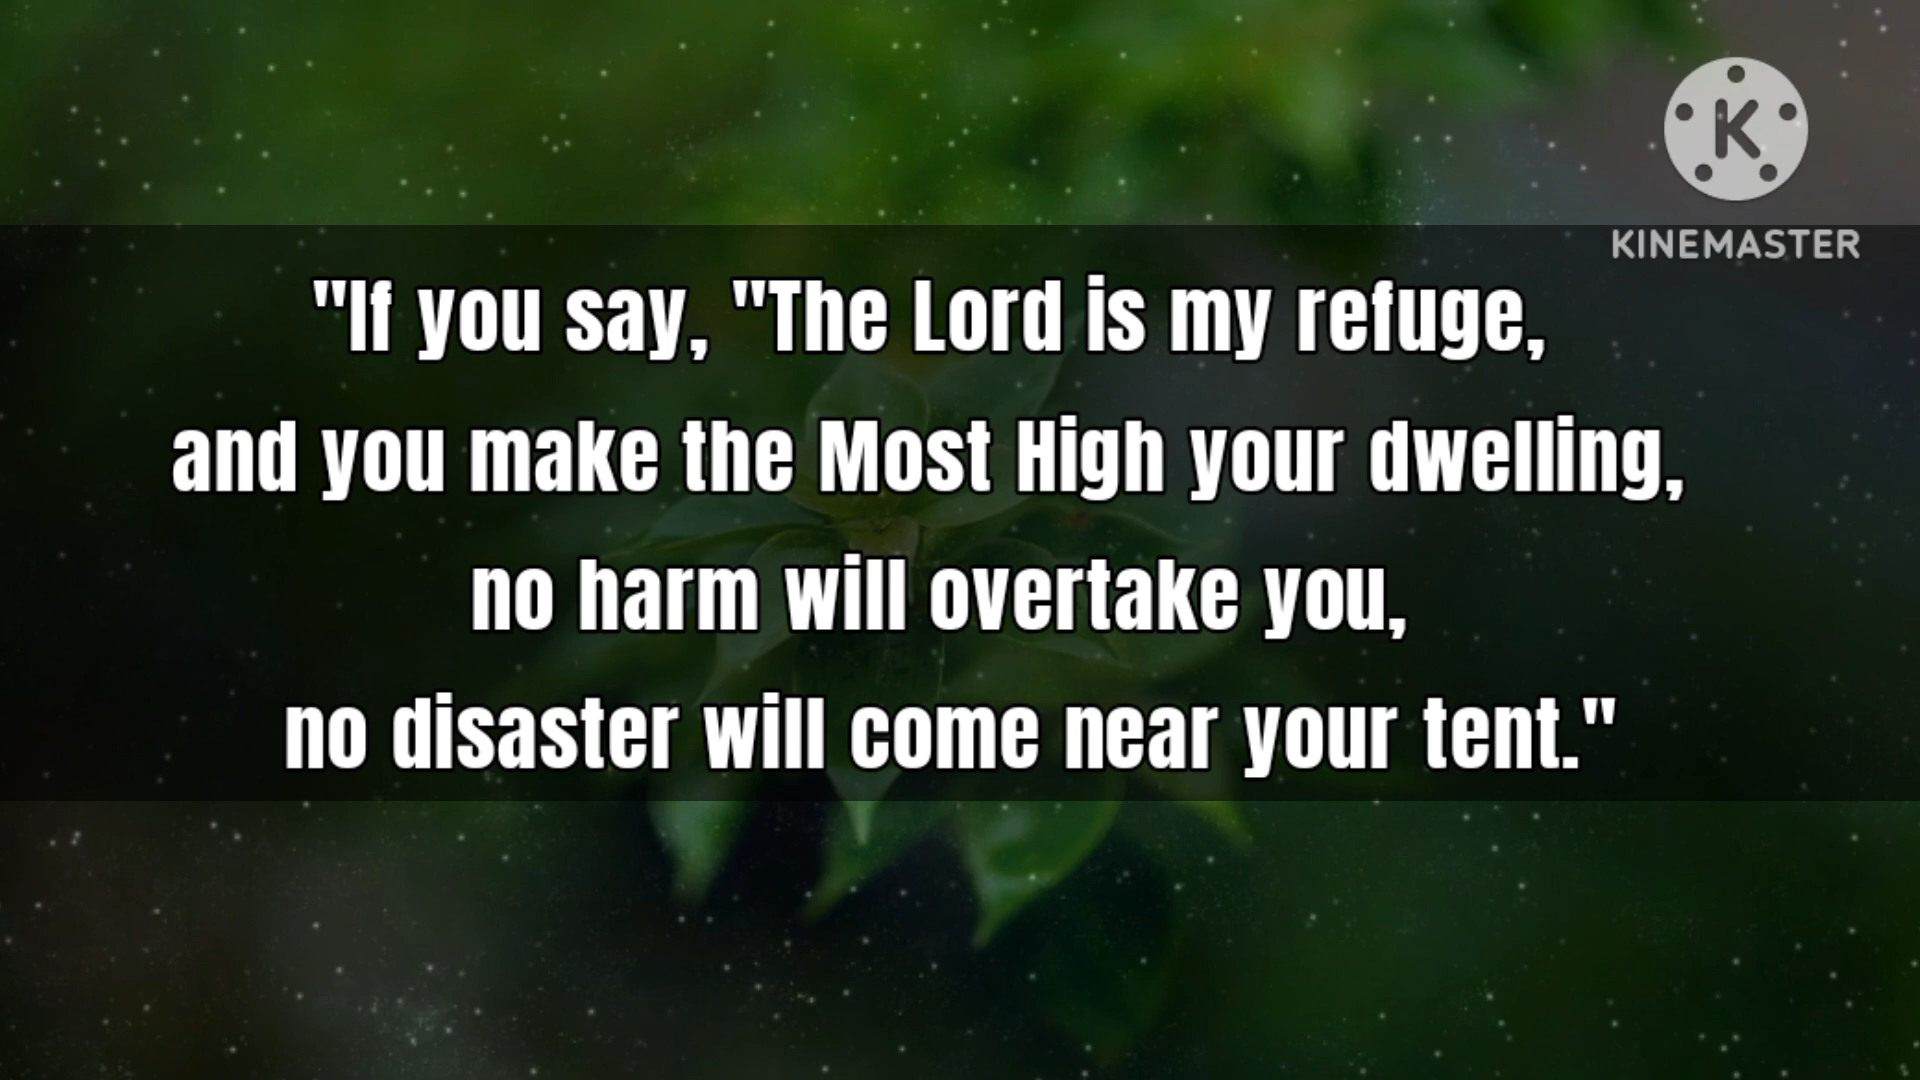 KINEMASTER
"If you say, "The Lord is my refuge,
and you make the Most High your dwelling,
no harm will overtake you,
no disaster will come near your tent."